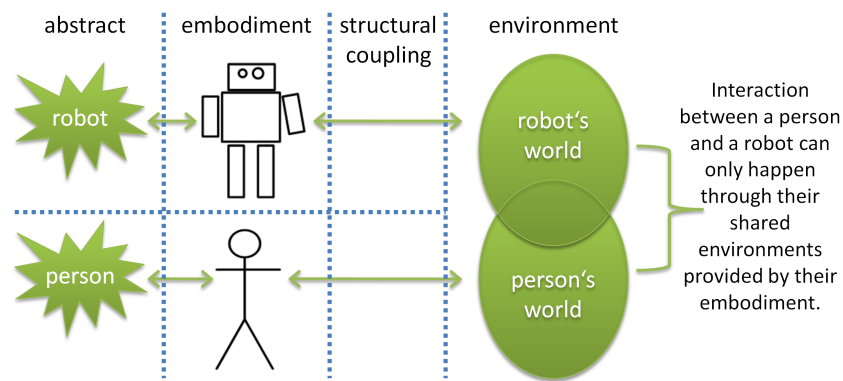 abstract
embodiment
structural
coupling
environment
robot
robot‘s
world
person
person‘s
world
Interaction
between a person
and a robot can
only happen
through their
shared
environments
provided by their
embodiment.